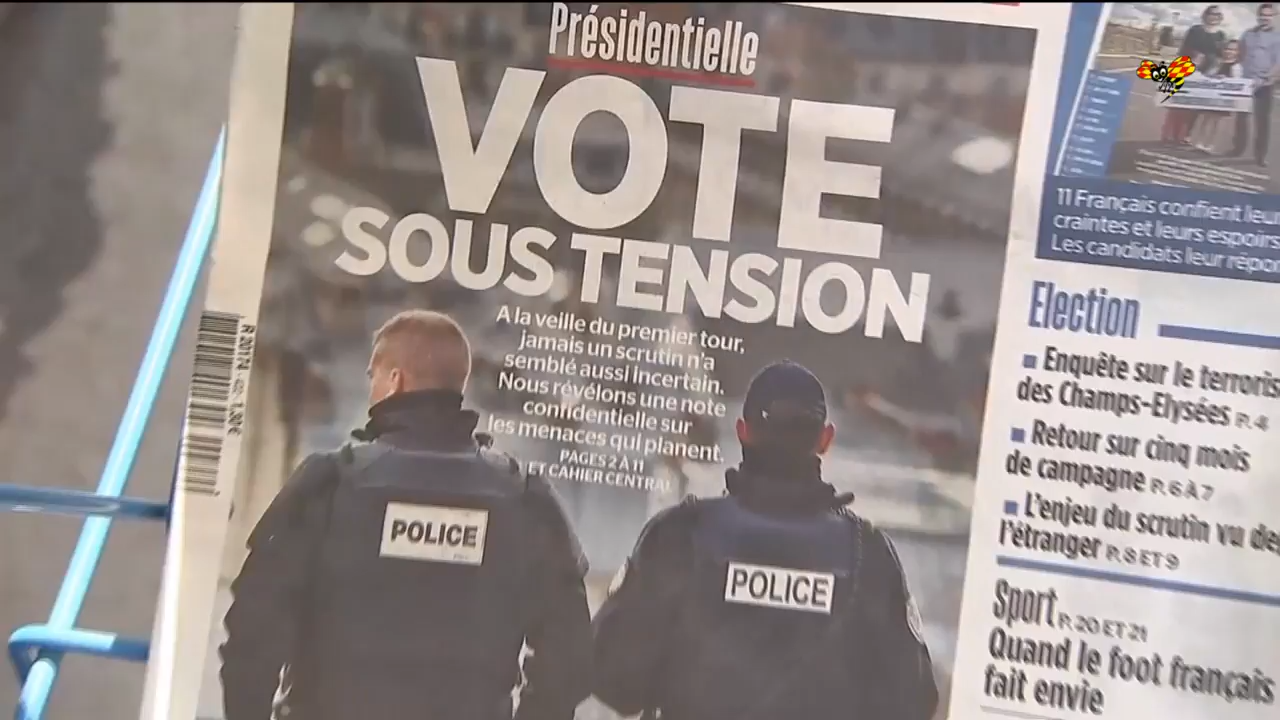 Présidentielle
VOTE
SOUS TENSION
A la veille du premier tour,
jamais un scrutin n'a
semblé aussi incertain.
Nous révélons une note
confidentielle sur
les menaces qui planent.
PAGES 2 À 11
ET CAHIER CENTRAL
POLICE
POLICE
11 Français confient leu
craintes et leurs espoirs
Les candidats leur répo
Election
Enquête sur le terroris
des Champs-Elysées P. 4
Retour sur cinq mois
de campagne P. 6 À 7
L'enjeu du scrutin vu de
l'étranger P. 8 ET 9
Sport P. 20 ET 21
Quand le foot français
fait envie